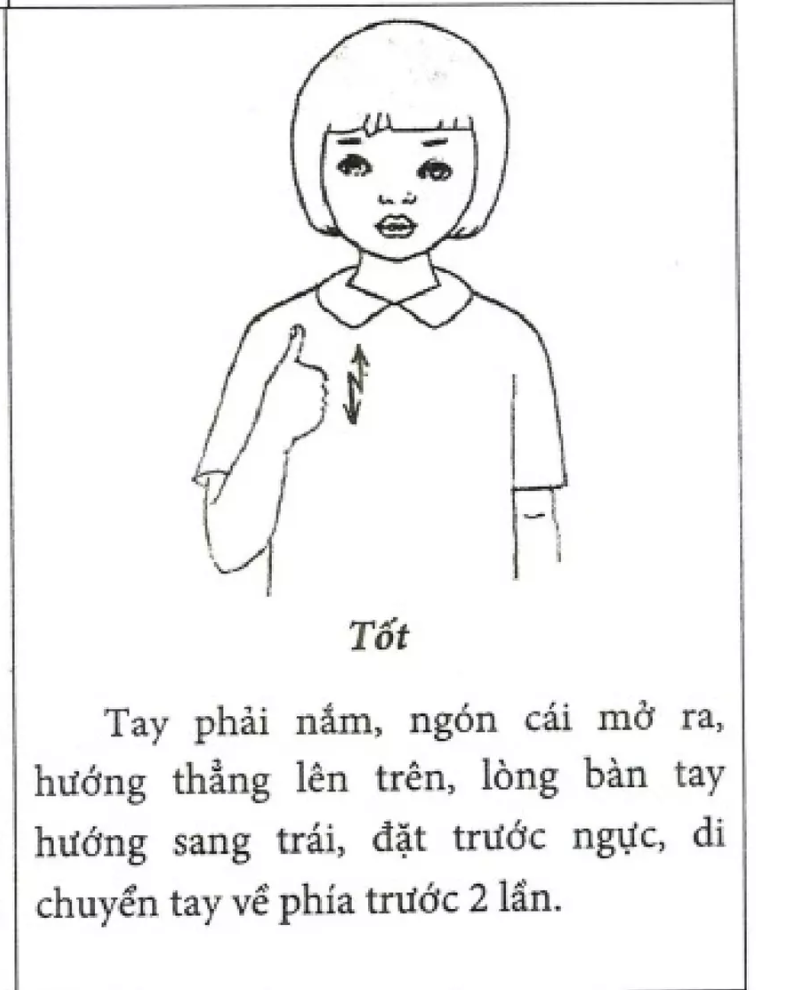 Tốt
Tay phải nắm, ngón cái mở ra,
hướng thẳng lên trên, lòng bàn tay
hướng sang trái, đặt trước ngực, di
chuyển tay về phía trước 2 lần.